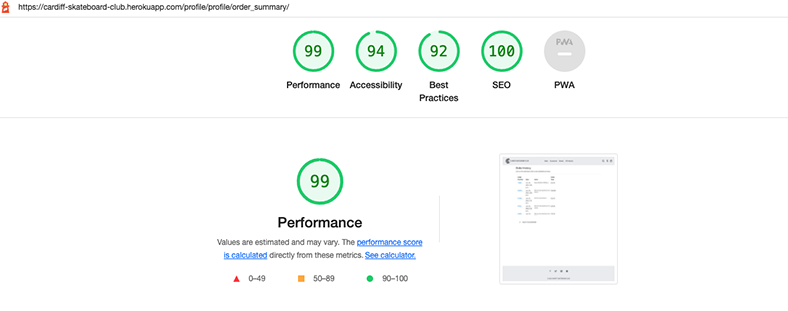 https://cardiff-skateboard-club.herokuapp.com/profile/profile/order_summary/
99
94
92
100
PWA
Performance
Accessibility
Best
Practices
SEO
PWA
99
Performance
Values are estimated and may vary. The performance score
is calculated directly from these metrics. See calculator.
0–49
50–89
90–100